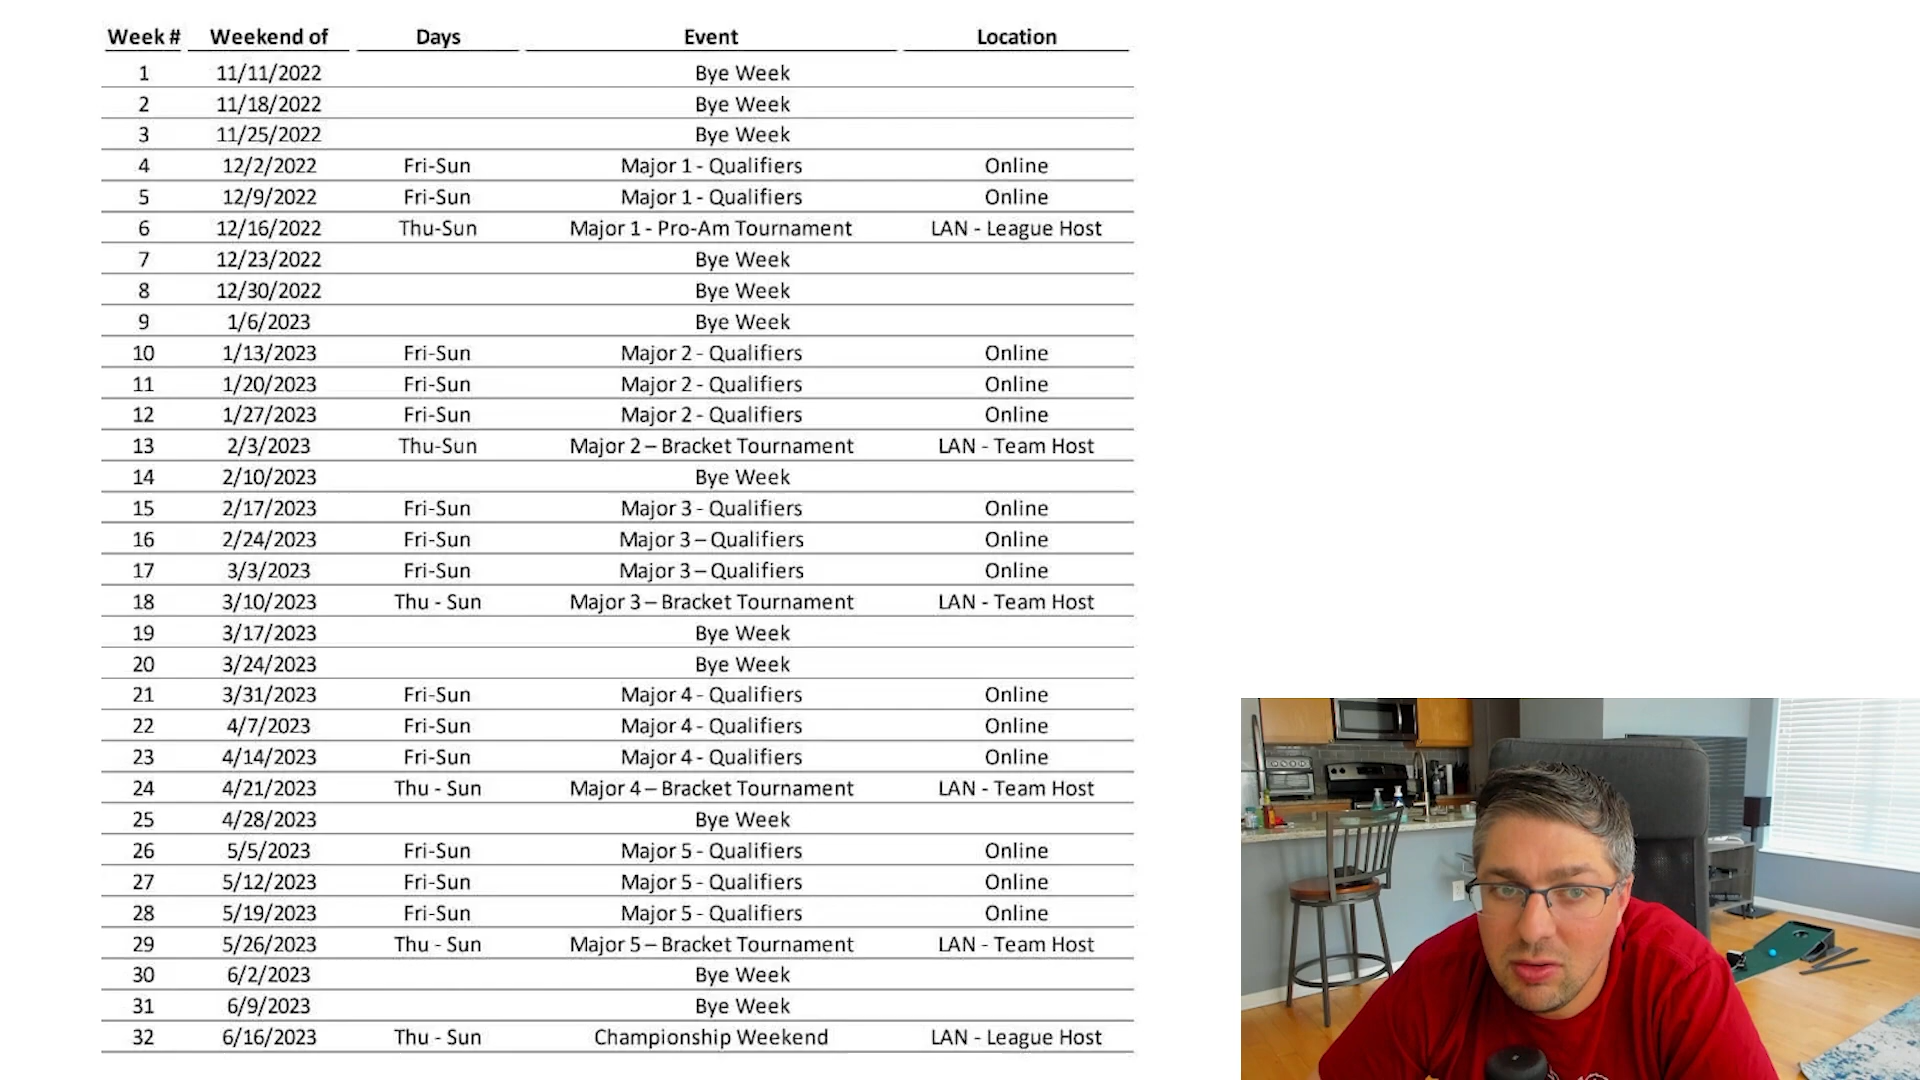 Week # Weekend of Days Event Location
1 11/11/2022 Bye Week
2 11/18/2022 Bye Week
3 11/25/2022 Bye Week
4 12/2/2022 Fri-Sun Major 1 - Qualifiers Online
5 12/9/2022 Fri-Sun Major 1 - Qualifiers Online
6 12/16/2022 Thu-Sun Major 1 - Pro-Am Tournament LAN - League Host
7 12/23/2022 Bye Week
8 12/30/2022 Bye Week
9 1/6/2023 Bye Week
10 1/13/2023 Fri-Sun Major 2 - Qualifiers Online
11 1/20/2023 Fri-Sun Major 2 - Qualifiers Online
12 1/27/2023 Fri-Sun Major 2 - Qualifiers Online
13 2/3/2023 Thu-Sun Major 2 – Bracket Tournament LAN - Team Host
14 2/10/2023 Bye Week
15 2/17/2023 Fri-Sun Major 3 - Qualifiers Online
16 2/24/2023 Fri-Sun Major 3 – Qualifiers Online
17 3/3/2023 Fri-Sun Major 3 – Qualifiers Online
18 3/10/2023 Thu - Sun Major 3 – Bracket Tournament LAN - Team Host
19 3/17/2023 Bye Week
20 3/24/2023 Bye Week
21 3/31/2023 Fri-Sun Major 4 - Qualifiers Online
22 4/7/2023 Fri-Sun Major 4 - Qualifiers Online
23 4/14/2023 Fri-Sun Major 4 - Qualifiers Online
24 4/21/2023 Thu - Sun Major 4 – Bracket Tournament LAN - Team Host
25 4/28/2023 Bye Week
26 5/5/2023 Fri-Sun Major 5 - Qualifiers Online
27 5/12/2023 Fri-Sun Major 5 - Qualifiers Online
28 5/19/2023 Fri-Sun Major 5 - Qualifiers Online
29 5/26/2023 Thu - Sun Major 5 – Bracket Tournament LAN - Team Host
30 6/2/2023 Bye Week
31 6/9/2023 Bye Week
32 6/16/2023 Thu - Sun Championship Weekend LAN - League Host